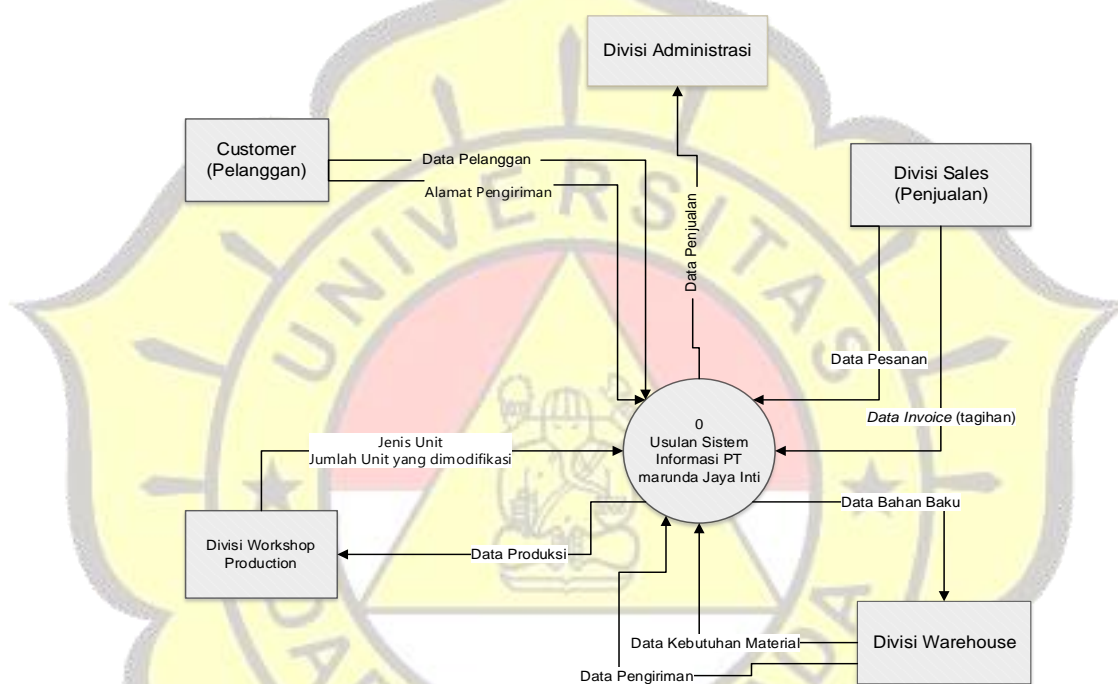 Divisi Administrasi
Customer
(Pelanggan)
Data Pelanggan
Alamat Pengiriman
Divisi Sales
(Penjualan)
Data Penjualan
Data Pesanan
Data Invoice (tagihan)
0
Usulan Sistem
Informasi PT
marunda Jaya Inti
Jenis Unit
Jumlah Unit yang dimodifikasi
Data Bahan Baku
Divisi Workshop
Production
Data Produksi
Data Kebutuhan Material
Divisi Warehouse
Data Pengiriman
UNIVERSITAS